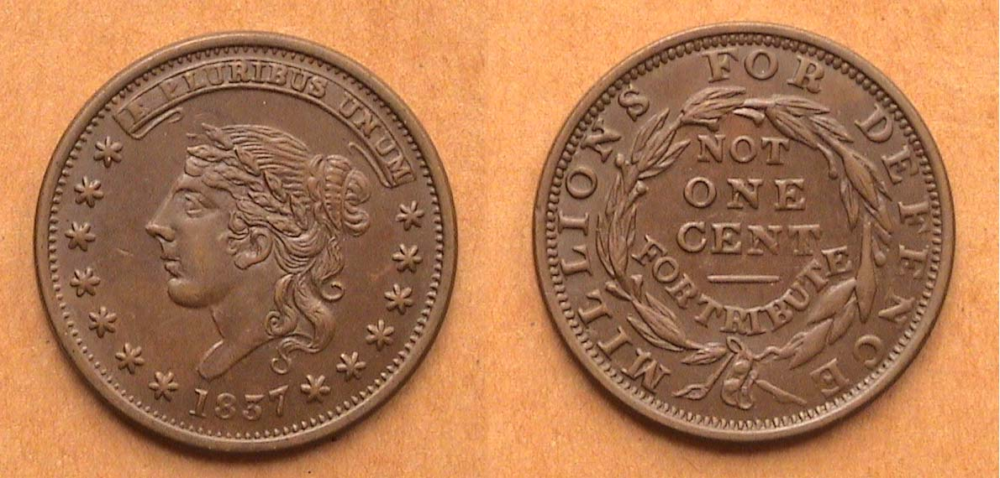 E PLURIBUS UNUM
1837
MILLIONS FOR DEFENCE
NOT
ONE
CENT
FOR TRIBUTE